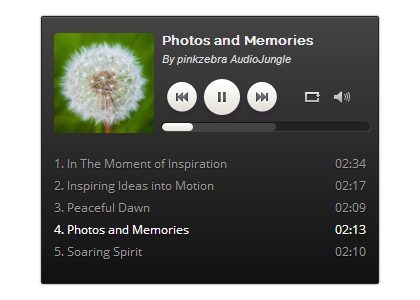 Photos and Memories
By pinkzebra AudioJungle
1. In The Moment of Inspiration 02:34
2. Inspiring Ideas into Motion 02:17
3. Peaceful Dawn 02:09
4. Photos and Memories 02:13
5. Soaring Spirit 02:10